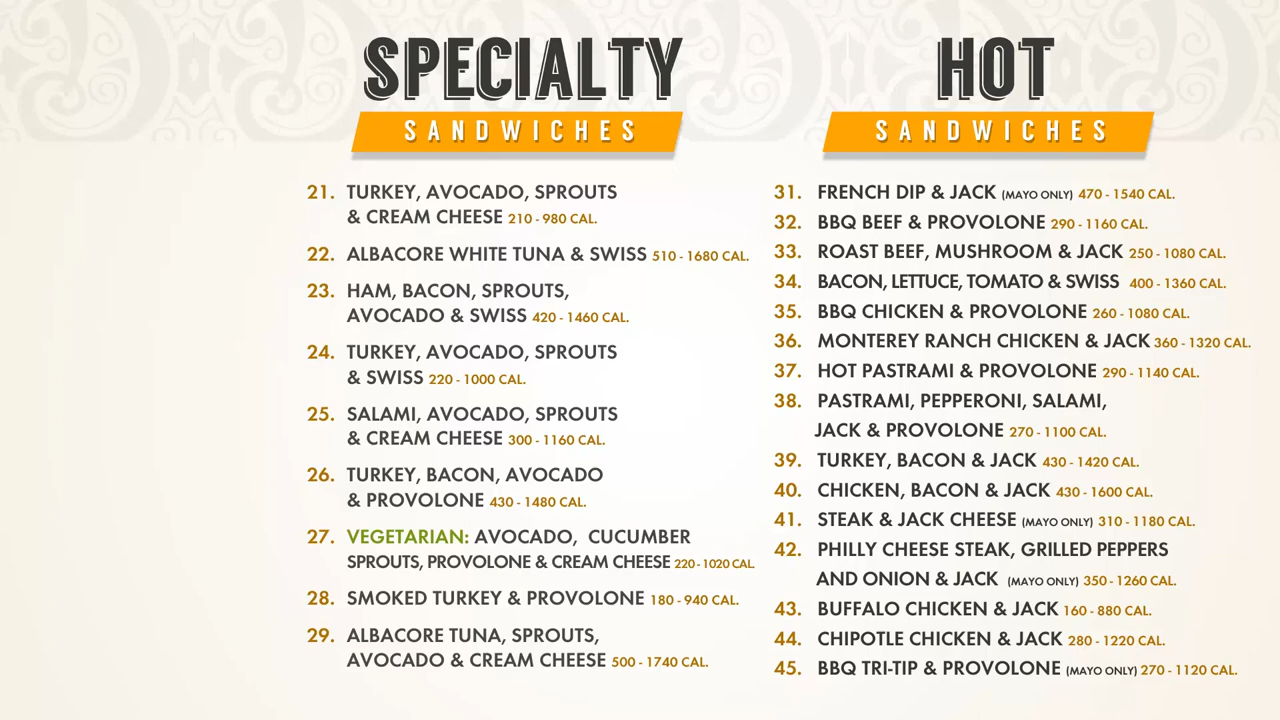 SPECIALTY
SANDWICHES
21. TURKEY, AVOCADO, SPROUTS
& CREAM CHEESE 210 - 980 CAL.
22. ALBACORE WHITE TUNA & SWISS 510 - 1680 CAL.
23. HAM, BACON, SPROUTS,
AVOCADO & SWISS 420 - 1460 CAL.
24. TURKEY, AVOCADO, SPROUTS
& SWISS 220 - 1000 CAL.
25. SALAMI, AVOCADO, SPROUTS
& CREAM CHEESE 300 - 1160 CAL.
26. TURKEY, BACON, AVOCADO
& PROVOLONE 430 - 1480 CAL.
27. VEGETARIAN: AVOCADO, CUCUMBER
SPROUTS, PROVOLONE & CREAM CHEESE 220 - 1020 CAL.
28. SMOKED TURKEY & PROVOLONE 180 - 940 CAL.
29. ALBACORE TUNA, SPROUTS,
AVOCADO & CREAM CHEESE 500 - 1740 CAL.
HOT
SANDWICHES
31. FRENCH DIP & JACK (MAYO ONLY) 470 - 1540 CAL.
32. BBQ BEEF & PROVOLONE 290 - 1160 CAL.
33. ROAST BEEF, MUSHROOM & JACK 250 - 1080 CAL.
34. BACON, LETTUCE, TOMATO & SWISS 400 - 1360 CAL.
35. BBQ CHICKEN & PROVOLONE 260 - 1080 CAL.
36. MONTEREY RANCH CHICKEN & JACK 360 - 1320 CAL.
37. HOT PASTRAMI & PROVOLONE 290 - 1140 CAL.
38. PASTRAMI, PEPPERONI, SALAMI,
JACK & PROVOLONE 270 - 1100 CAL.
39. TURKEY, BACON & JACK 430 - 1420 CAL.
40. CHICKEN, BACON & JACK 430 - 1600 CAL.
41. STEAK & JACK CHEESE (MAYO ONLY) 310 - 1180 CAL.
42. PHILLY CHEESE STEAK, GRILLED PEPPERS
AND ONION & JACK (MAYO ONLY) 350 - 1260 CAL.
43. BUFFALO CHICKEN & JACK 160 - 880 CAL.
44. CHIPOTLE CHICKEN & JACK 280 - 1220 CAL.
45. BBQ TRI-TIP & PROVOLONE (MAYO ONLY) 270 - 1120 CAL.